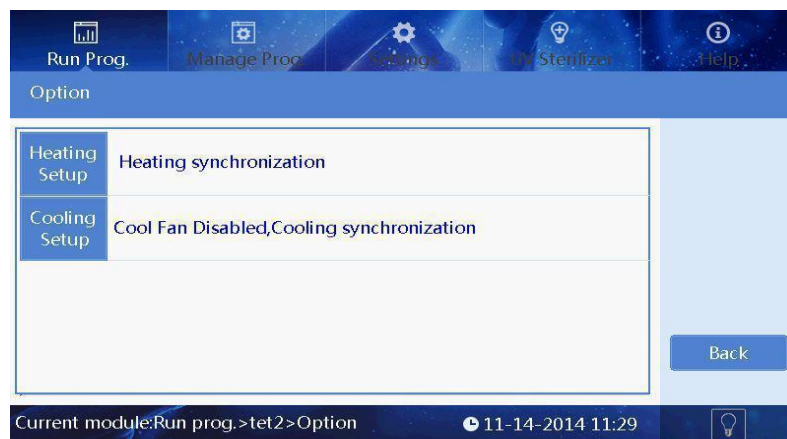 Run Prog.
Manage Prog.
Settings
UV Sterilizer
Help
Option
Heating
Setup
Heating synchronization
Cooling
Setup
Cool Fan Disabled,Cooling synchronization
Back
Current module:Run prog.>tet2>Option
11-14-2014 11:29